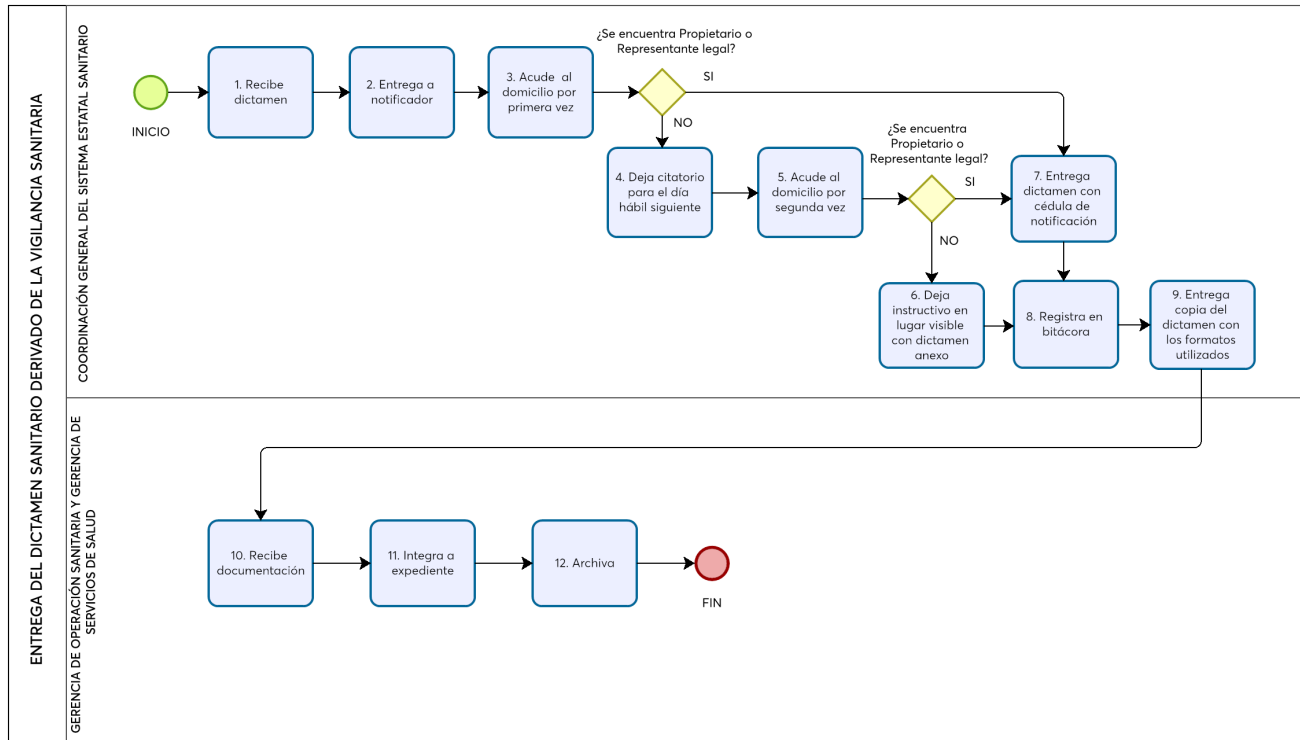 ENTREGA DEL DICTAMEN SANITARIO DERIVADO DE LA VIGILANCIA SANITARIA
COORDINACIÓN GENERAL DEL SISTEMA ESTATAL SANITARIO
INICIO
1. Recibe
dictamen
2. Entrega a
notificador
3. Acude al
domicilio por
primera vez
¿Se encuentra Propietario o
Representante legal?
SI
NO
4. Deja citatorio
para el día
hábil siguiente
5. Acude al
domicilio por
segunda vez
¿Se encuentra
Propietario o
Representante legal?
SI
NO
6. Deja
instructivo en
lugar visible
con dictamen
anexo
7. Entrega
dictamen con
cédula de
notificación
8. Registra en
bitácora
9. Entrega
copia del
dictamen con
los formatos
utilizados
GERENCIA DE OPERACIÓN SANITARIA Y GERENCIA DE
SERVICIOS DE SALUD
10. Recibe
documentación
11. Integra a
expediente
12. Archiva
FIN